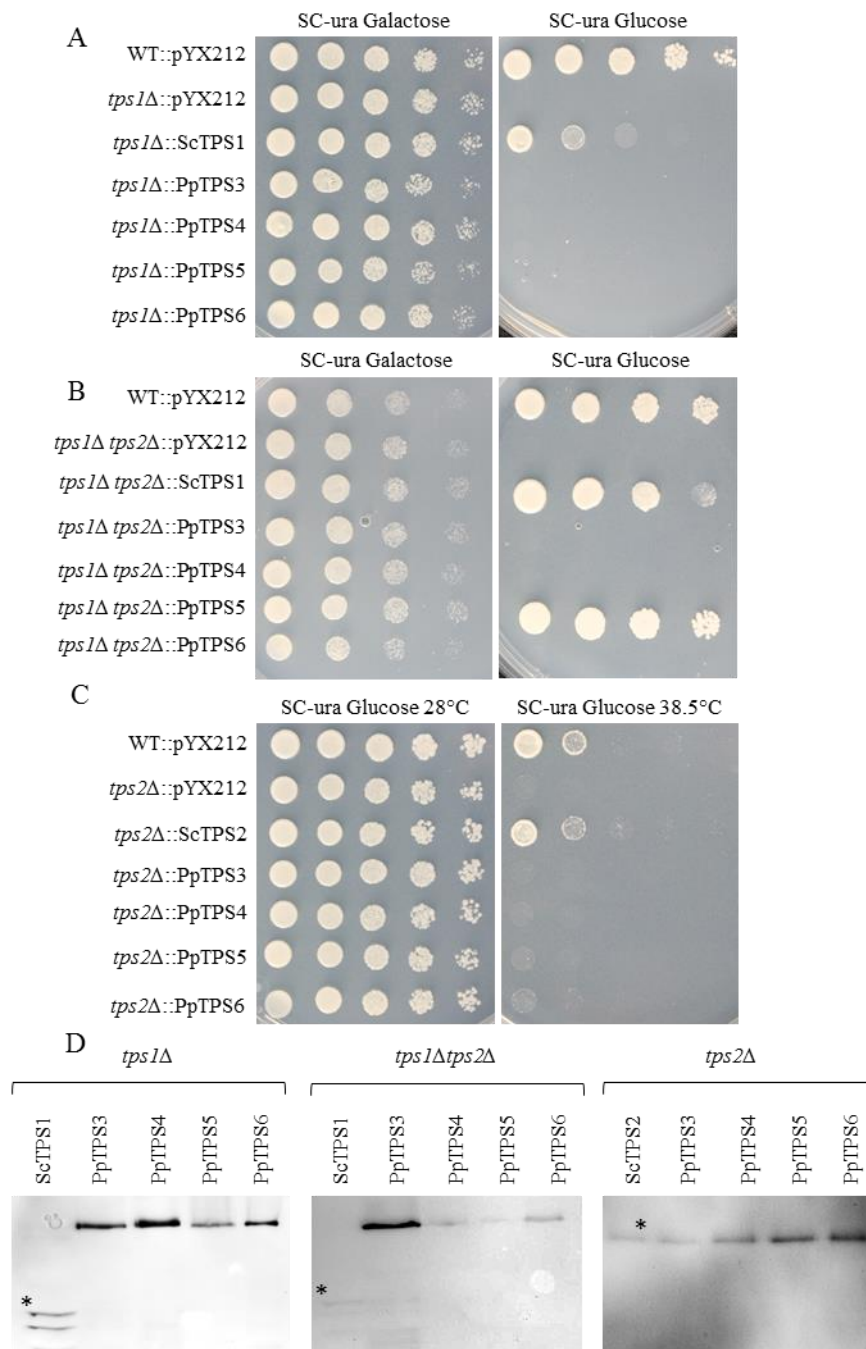 A
SC-ura Galactose SC-ura Glucose
WT::pYX212
tps1Δ::pYX212
tps1Δ::ScTPS1
tps1Δ::PpTPS3
tps1Δ::PpTPS4
tps1Δ::PpTPS5
tps1Δ::PpTPS6
B
SC-ura Galactose SC-ura Glucose
WT::pYX212
tps1Δ tps2Δ::pYX212
tps1Δ tps2Δ::ScTPS1
tps1Δ tps2Δ::PpTPS3
tps1Δ tps2Δ::PpTPS4
tps1Δ tps2Δ::PpTPS5
tps1Δ tps2Δ::PpTPS6
C
SC-ura Glucose 28°C SC-ura Glucose 38.5°C
WT::pYX212
tps2Δ::pYX212
tps2Δ::ScTPS2
tps2Δ::PpTPS3
tps2Δ::PpTPS4
tps2Δ::PpTPS5
tps2Δ::PpTPS6
D
tps1Δ tps1Δtps2Δ tps2Δ
ScTPS1 PpTPS3 PpTPS4 PpTPS5 PpTPS6 ScTPS1 PpTPS3 PpTPS4 PpTPS5 PpTPS6 ScTPS2 PpTPS3 PpTPS4 PpTPS5 PpTPS6
* * *